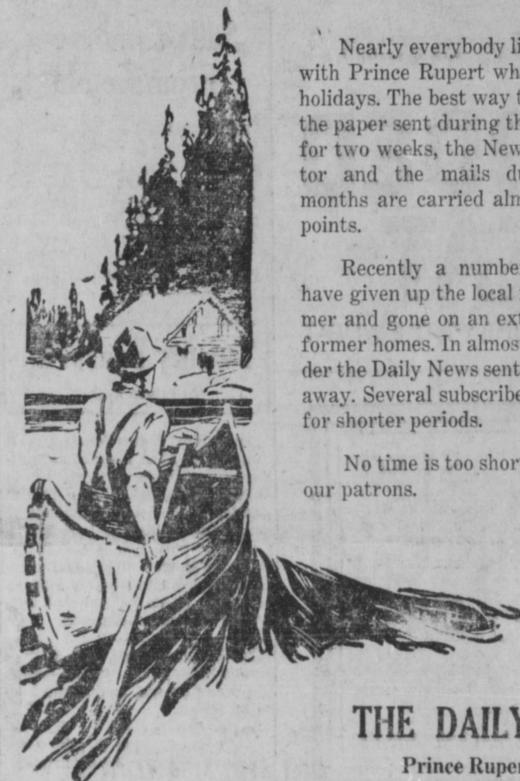 Nearly everybody li
with Prince Rupert wh
holidays. The best way t
the paper sent during th
for two weeks, the New
tor and the mails du
months are carried alm
points.
Recently a number
have given up the local
mer and gone on an ext
former homes. In almos
der the Daily News sent
away. Several subscribe
for shorter periods.
No time is too shor
our patrons.
THE DAILY
Prince Ruper